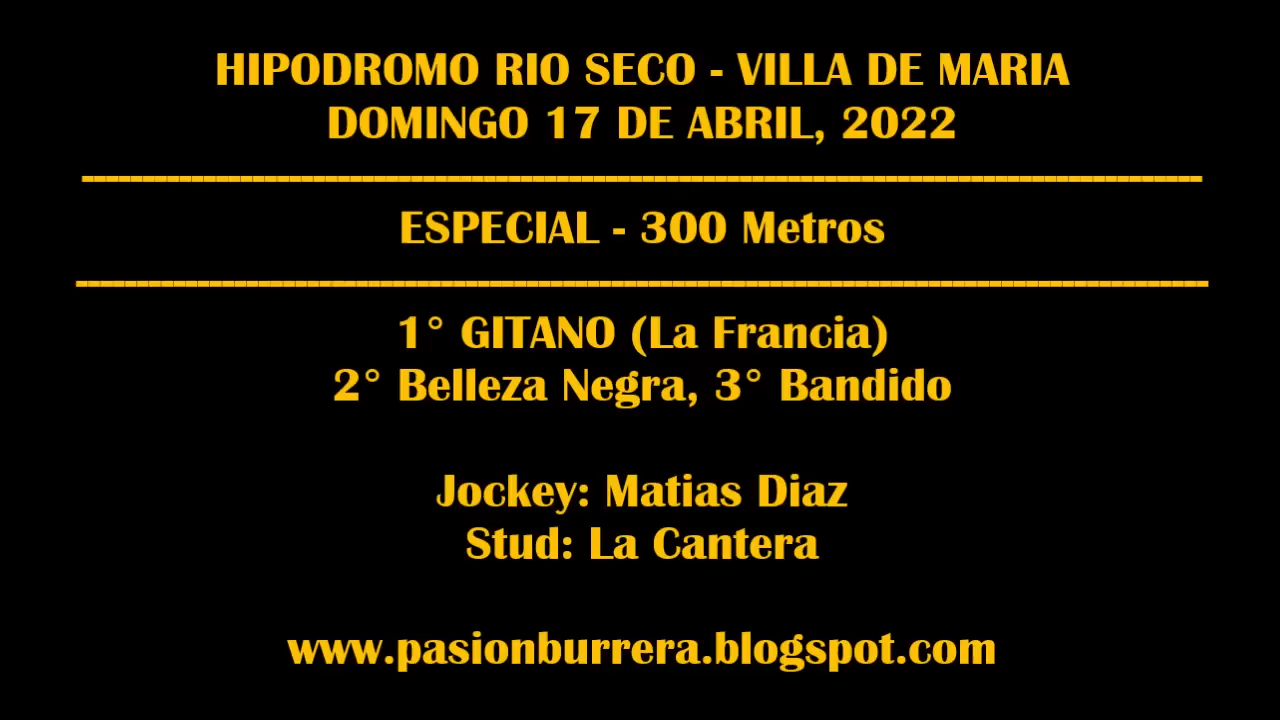 HIPODROMO RIO SECO - VILLA DE MARIA
DOMINGO 17 DE ABRIL, 2022
ESPECIAL - 300 Metros
1° GITANO (La Francia)
2° Belleza Negra, 3° Bandido
Jockey: Matias Diaz
Stud: La Cantera
www.pasionburrera.blogspot.com